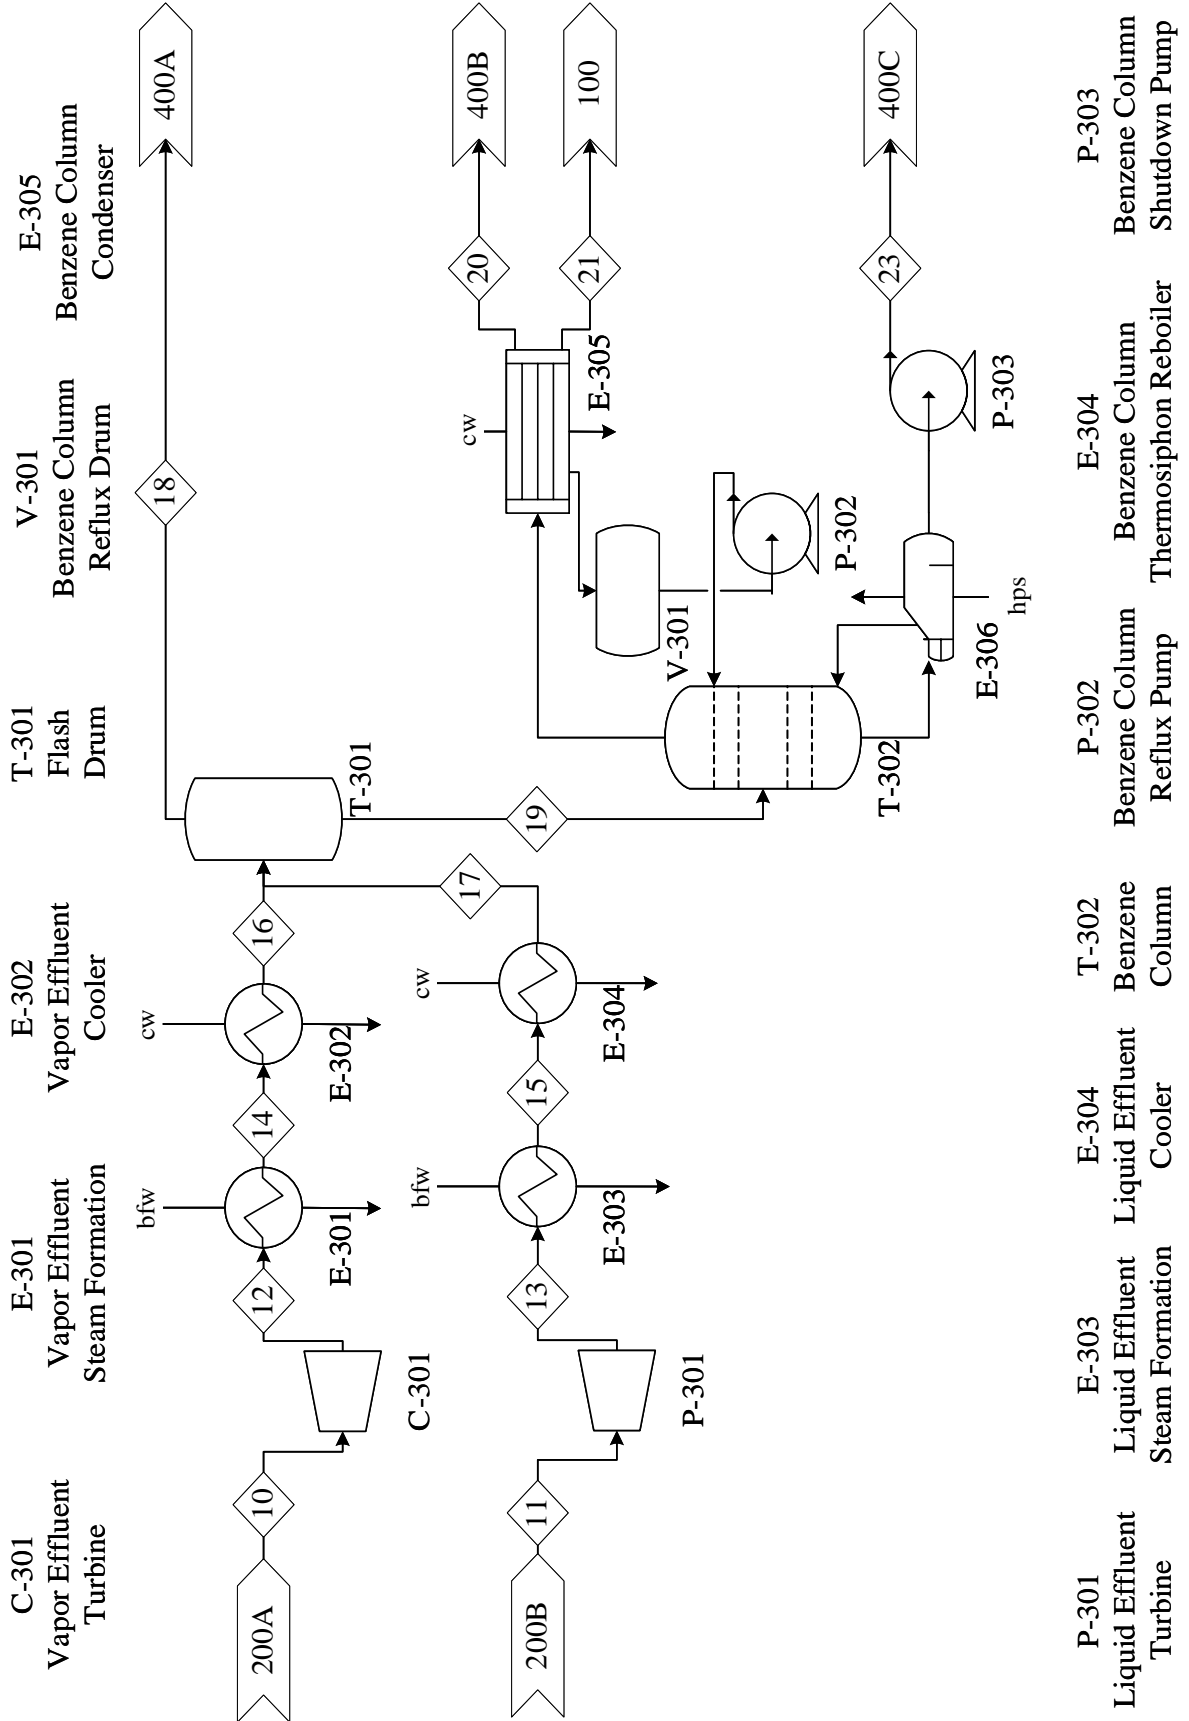 C-301
Vapor Effluent
Turbine
E-301
Vapor Effluent
Steam Formation
E-302
Vapor Effluent
Cooler
T-301
Flash
Drum
V-301
Benzene Column
Reflux Drum
E-305
Benzene Column
Condenser
200A
10
C-301
12
bfw
E-301
14
cw
E-302
16
T-301
18
400A
200B
11
P-301
13
bfw
E-303
15
cw
E-304
17
19
T-302
V-301
P-302
cw
E-305
20
400B
21
100
E-306
hps
P-303
23
400C
P-301
Liquid Effluent
Turbine
E-303
Liquid Effluent
Steam Formation
E-304
Liquid Effluent
Cooler
T-302
Benzene
Column
P-302
Benzene Column
Reflux Pump
E-304
Benzene Column
Thermosiphon Reboiler
P-303
Benzene Column
Shutdown Pump